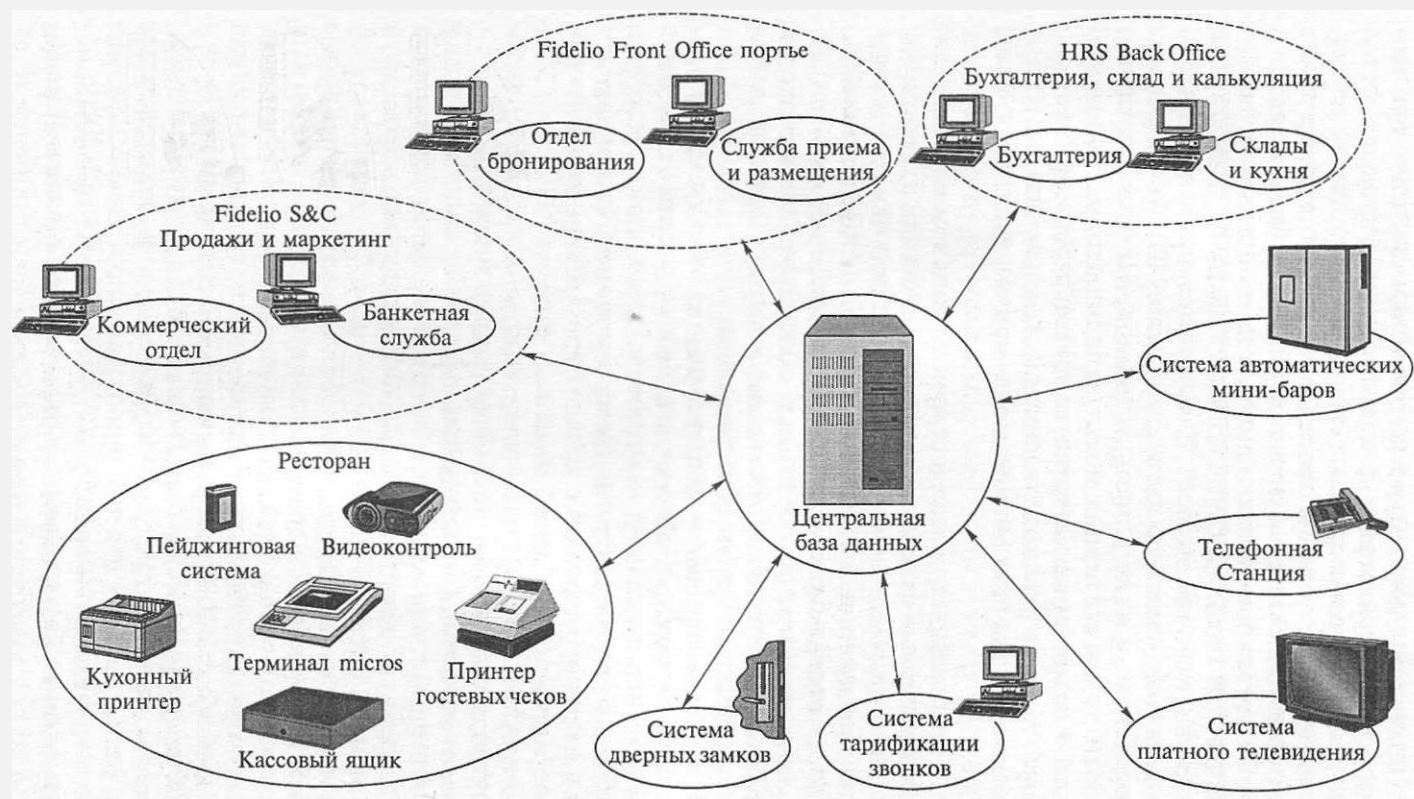 Fidelio Front Office портье
Отдел
бронирования
Служба приема
и размещения
HRS Back Office
Бухгалтерия, склад и калькуляция
Бухгалтерия
Склады
и кухня
Fidelio S&C
Продажи и маркетинг
Коммерческий
отдел
Банкетная
служба
Система автоматических
мини-баров
Центральная
база данных
Ресторан
Пейджинговая
система
Видеоконтроль
Кухонный
принтер
Терминал micros
Принтер
гостевых чеков
Кассовый ящик
Телефонная
Станция
Система
дверных замков
Система
тарификации
звонков
Система
платного телевидения